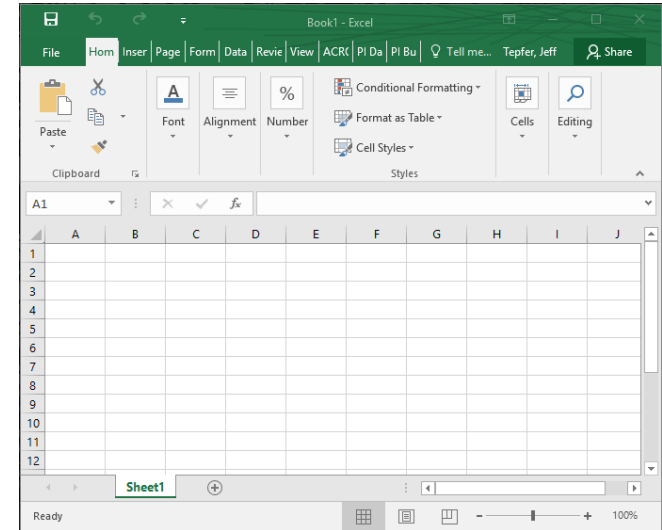 Book1 - Excel
File Hom Inser Page Form Data Revie View ACR( PI Da PI Bu Tell me... Tepfer, Jeff Share
Paste
Clipboard
A
Font
Alignment
%
Number
Conditional Formatting
Format as Table
Cell Styles
Styles
Cells
Editing
A1 fx
A B C D E F G H I J
1
2
3
4
5
6
7
8
9
10
11
12
Sheet1
Ready 100%